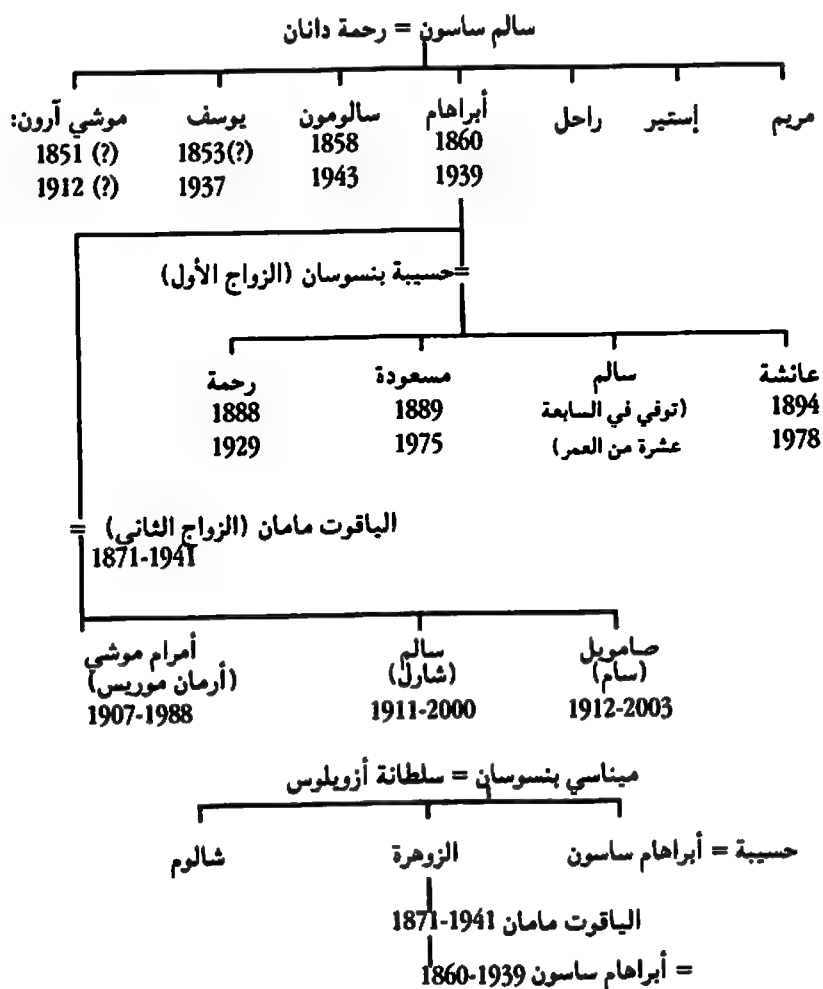 سالم ساسون = رحمة دانان
موشي آرون: يوسف سالومون أبراهام راحل إستير مريم
1851 (?) 1853(?) 1858 1860
1912 (?) 1937 1943 1939
=حسيبة بنسوسان (الزواج الأول)
رحمة مسعودة سالم عائشة
1888 1889 (توفي في السابعة 1894
1929 1975 عشرة من العمر) 1978
= الياقوت مامان (الزواج الثاني)
1871-1941
أمرام موشي سالم صامويل
(أرمان موريس) (شارل) (سام)
1907-1988 1911-2000 1912-2003
ميناسي بنسوسان = سلطانة أزويلوس
شالوم الزوهرة حسيبة = أبراهام ساسون
الياقوت مامان 1871-1941
= أبراهام ساسون 1860-1939